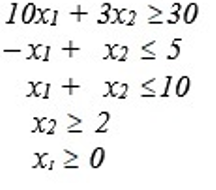 10x₁ + 3x₂ ≥30
−x₁ + x₂ ≤ 5
x₁ + x₂ ≤10
x₂ ≥ 2
x₁ ≥ 0